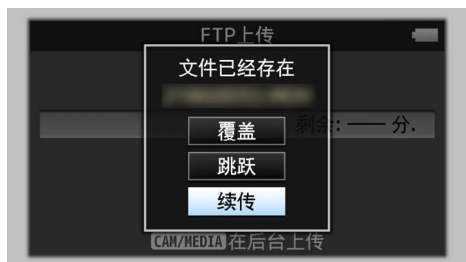 FTP上传
文件已经存在
覆盖
剩余: —— 分.
跳跃
续传
CAM/MEDIA 在后台上传